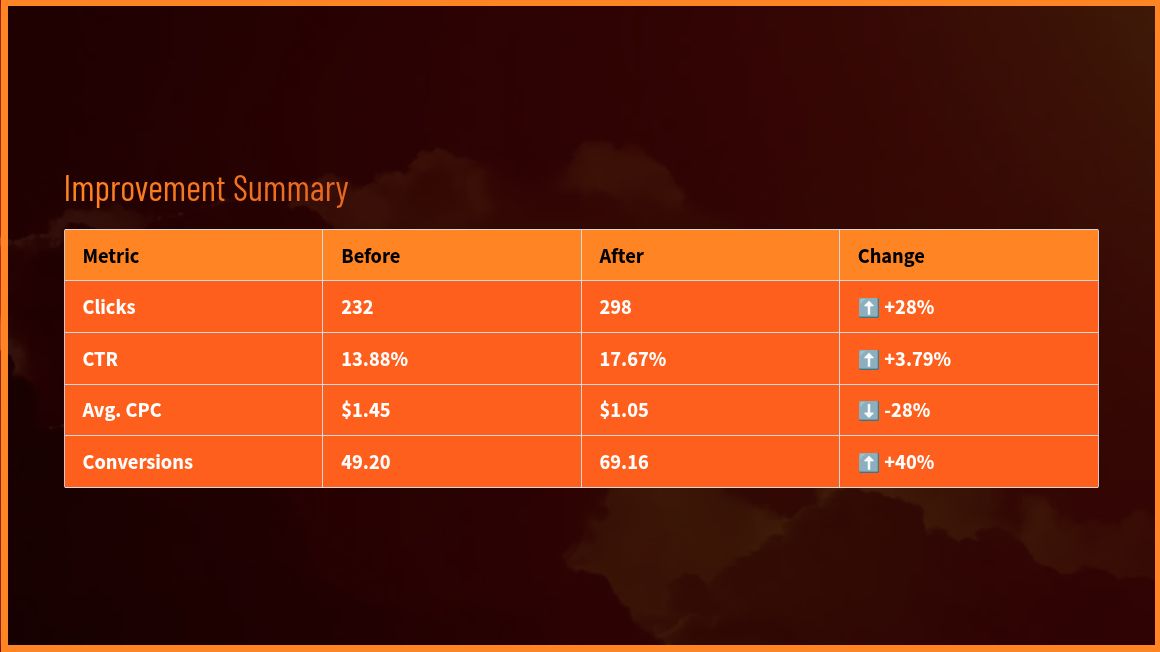 Improvement Summary
Metric Before After Change
Clicks 232 298 ⬆️ +28%
CTR 13.88% 17.67% ⬆️ +3.79%
Avg. CPC $1.45 $1.05 ⬇️ -28%
Conversions 49.20 69.16 ⬆️ +40%